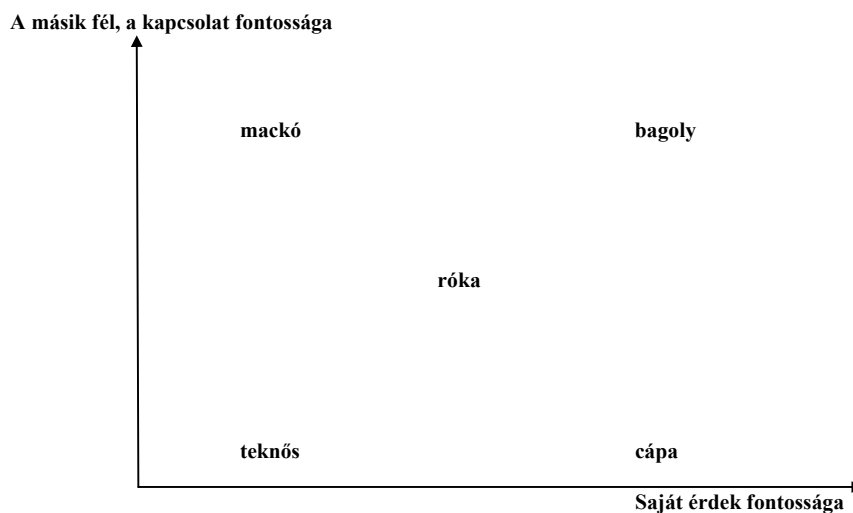 A másik fél, a kapcsolat fontossága
mackó bagoly
róka
teknős cápa
Saját érdek fontossága